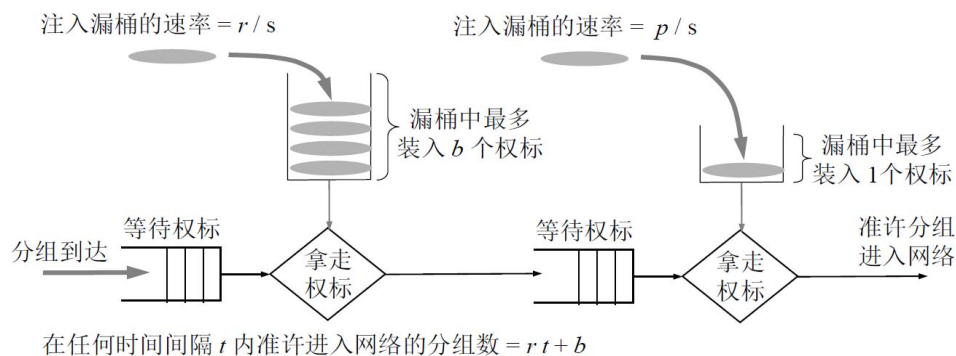 注入漏桶的速率 = r / s
注入漏桶的速率 = p / s
漏桶中最多
装入 b 个权标
漏桶中最多
装入 1个权标
等待权标
等待权标
分组到达
拿走
权标
拿走
权标
准许分组
进入网络
在任何时间间隔 t 内准许进入网络的分组数 = r t + b